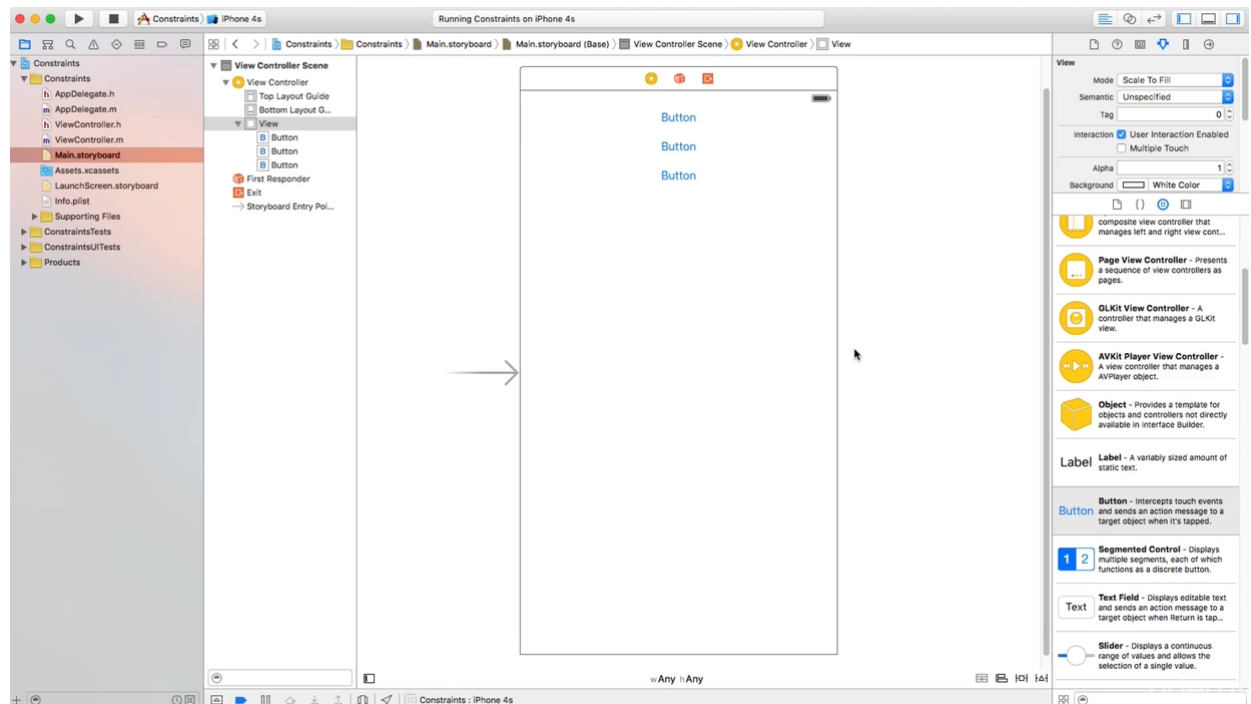 Constraints
iPhone 4s
Running Constraints on iPhone 4s
Constraints
Constraints
Main.storyboard
Main.storyboard (Base)
View Controller Scene
View Controller
View
Constraints
Constraints
AppDelegate.h
AppDelegate.m
ViewController.h
ViewController.m
Main.storyboard
Assets.xcassets
LaunchScreen.storyboard
Info.plist
Supporting Files
ConstraintsTests
ConstraintsUITests
Products
View Controller Scene
View Controller
Top Layout Guide
Bottom Layout G...
View
B Button
B Button
B Button
First Responder
Exit
Storyboard Entry Poi...
Button
Button
Button
wAny hAny
Constraints : iPhone 4s
View
Mode Scale To Fill
Semantic Unspecified
Tag 0
Interaction User Interaction Enabled
Multiple Touch
Alpha 1
Background White Color
composite view controller that
manages left and right view cont...
Page View Controller - Presents
a sequence of view controllers as
pages.
GLKit View Controller - A
controller that manages a GLKit
view.
AVKit Player View Controller -
A view controller that manages a
AVPlayer object.
Object - Provides a template for
objects and controllers not directly
available in Interface Builder.
Label
Label - A variably sized amount of
static text.
Button
Button - Intercepts touch events
and sends an action message to a
target object when it's tapped.
1 2
Segmented Control - Displays
multiple segments, each of which
functions as a discrete button.
Text
Text Field - Displays editable text
and sends an action message to a
target object when Return is tap...
Slider - Displays a continuous
range of values and allows the
selection of a single value.